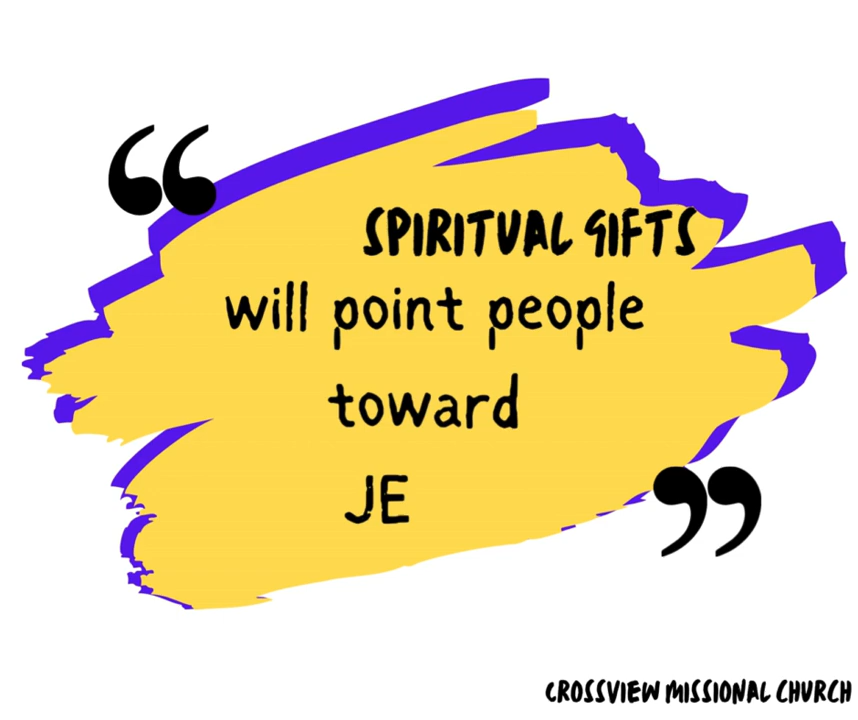 “
SPIRITUAL GIFTS
will point people
toward
JE
”
CROSSVIEW MISSIONAL CHURCH